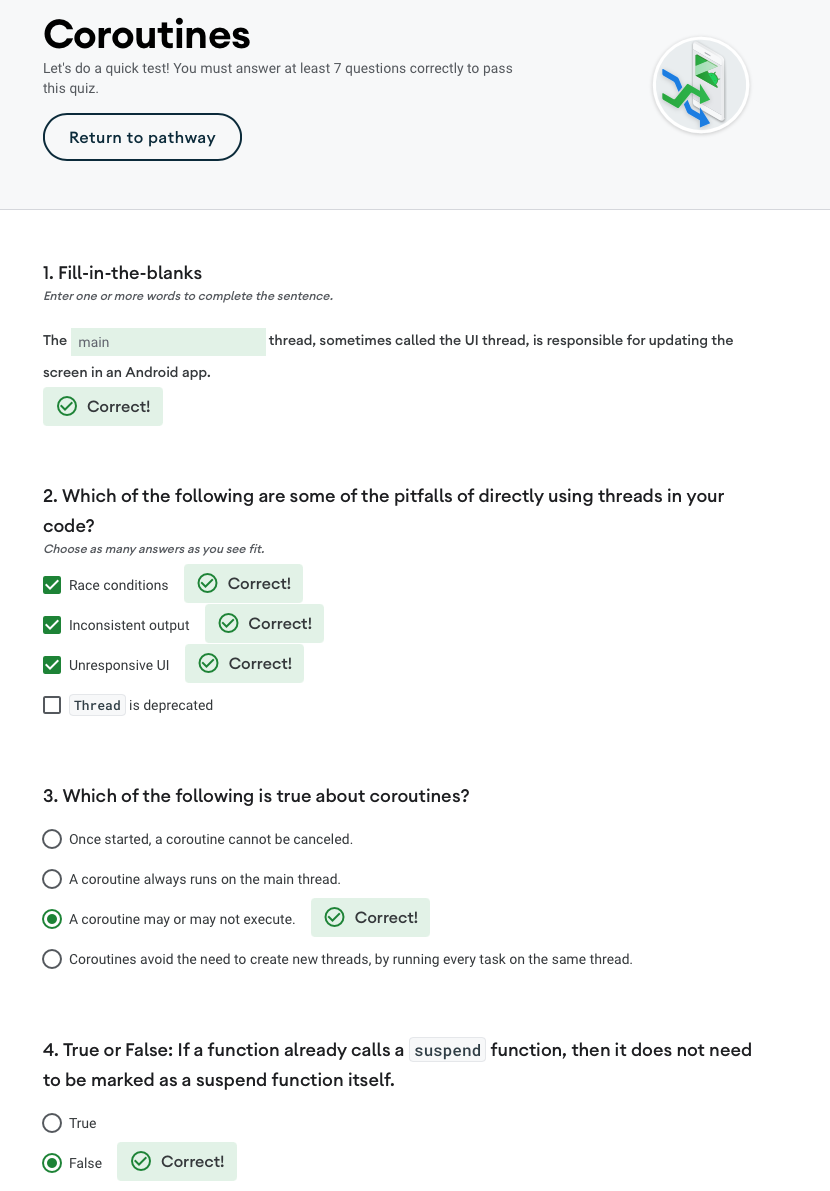 Coroutines
Let's do a quick test! You must answer at least 7 questions correctly to pass
this quiz.
Return to pathway
1. Fill-in-the-blanks
Enter one or more words to complete the sentence.
The main thread, sometimes called the UI thread, is responsible for updating the
screen in an Android app.
Correct!
2. Which of the following are some of the pitfalls of directly using threads in your
code?
Choose as many answers as you see fit.
Race conditions Correct!
Inconsistent output Correct!
Unresponsive UI Correct!
Thread is deprecated
3. Which of the following is true about coroutines?
Once started, a coroutine cannot be canceled.
A coroutine always runs on the main thread.
A coroutine may or may not execute. Correct!
Coroutines avoid the need to create new threads, by running every task on the same thread.
4. True or False: If a function already calls a suspend function, then it does not need
to be marked as a suspend function itself.
True
False Correct!